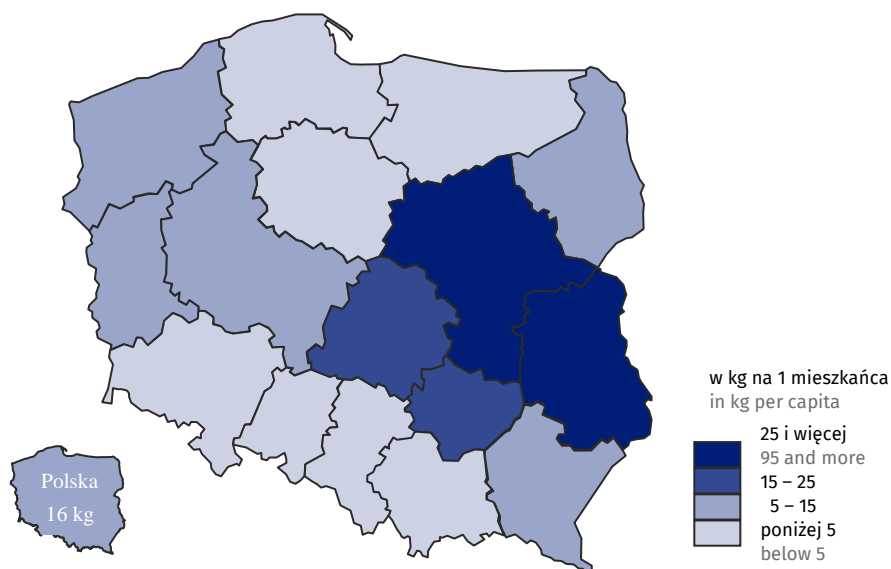 w kg na 1 mieszkańca
in kg per capita
25 i więcej
95 and more
15 – 25
5 – 15
poniżej 5
below 5
Polska
16 kg